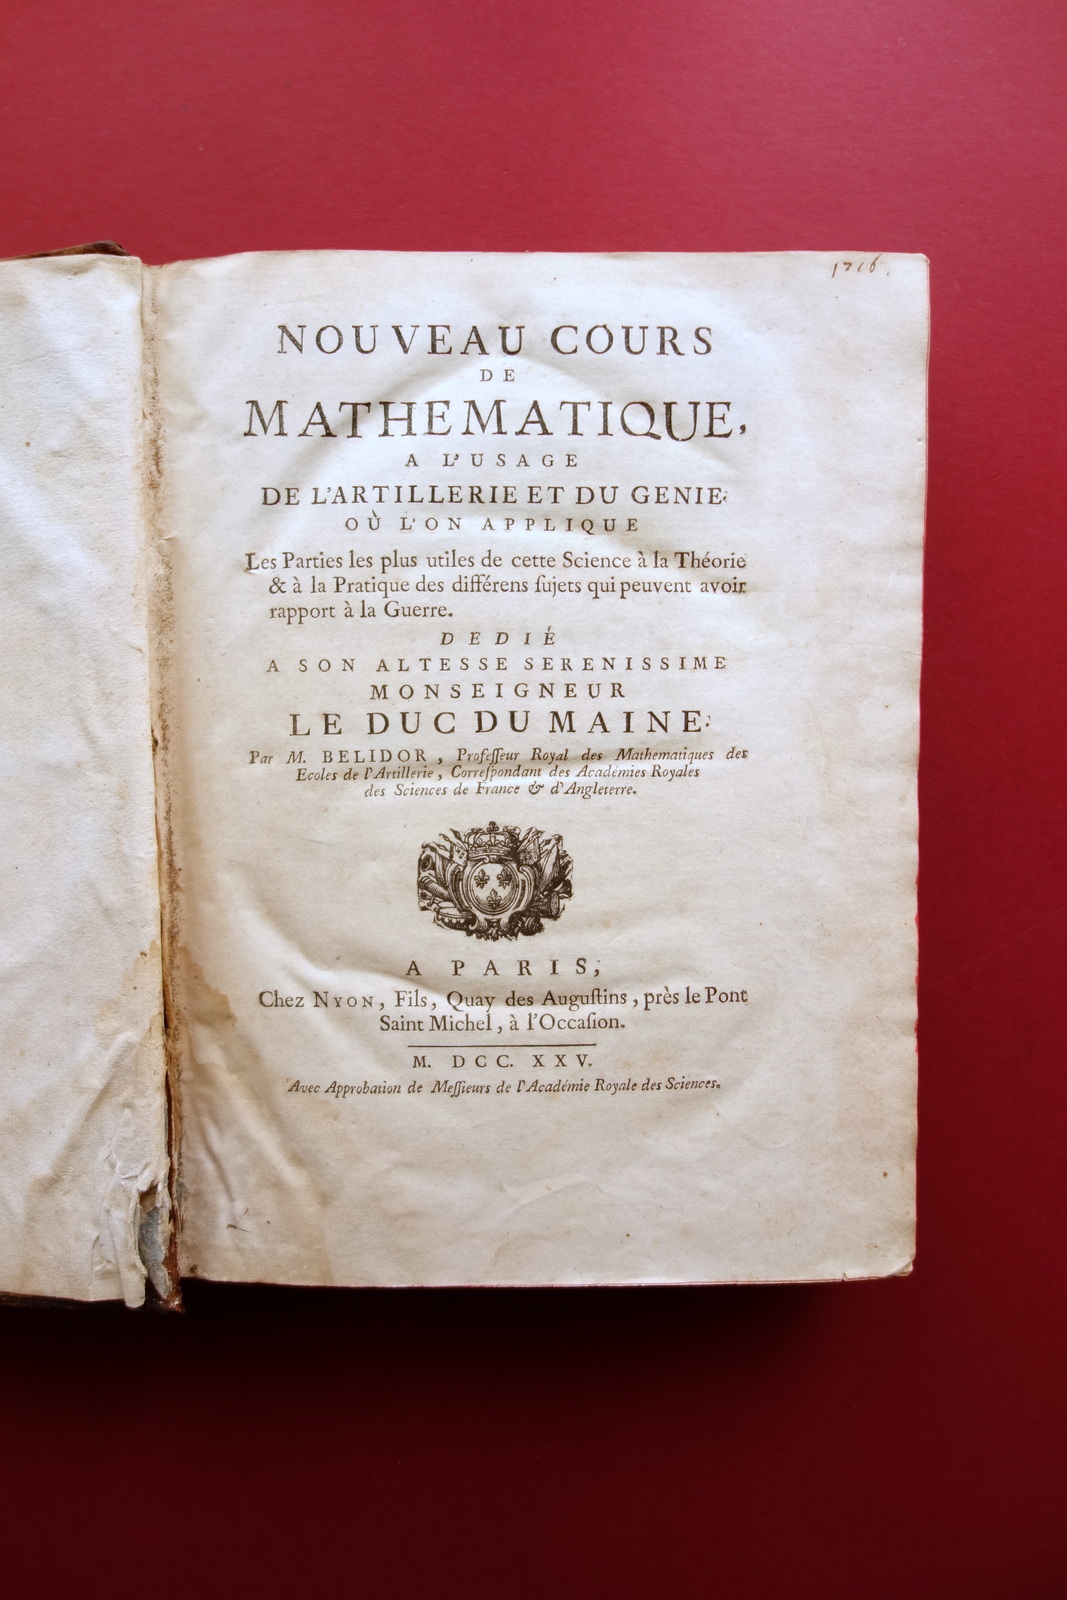 1716.
NOUVEAU COURS
DE
MATHEMATIQUE,
A L'USAGE
DE L'ARTILLERIE ET DU GENIE:
OÙ L'ON APPLIQUE
Les Parties les plus utiles de cette Science à la Théorie
& à la Pratique des différens ſujets qui peuvent avoir
rapport à la Guerre.
DEDIÉ
A SON ALTESSE SERENISSIME
MONSEIGNEUR
LE DUC DU MAINE:
Par M. BELIDOR, Profeſſeur Royal des Mathematiques des
Ecoles de l'Artillerie, Correſpondant des Académies Royales
des Sciences de France & d'Angleterre.
A PARIS,
Chez NYON, Fils, Quay des Auguſtins, près le Pont
Saint Michel, à l'Occaſion.
M. DCC. XXV.
Avec Approbation de Meſſieurs de l'Académie Royale des Sciences.